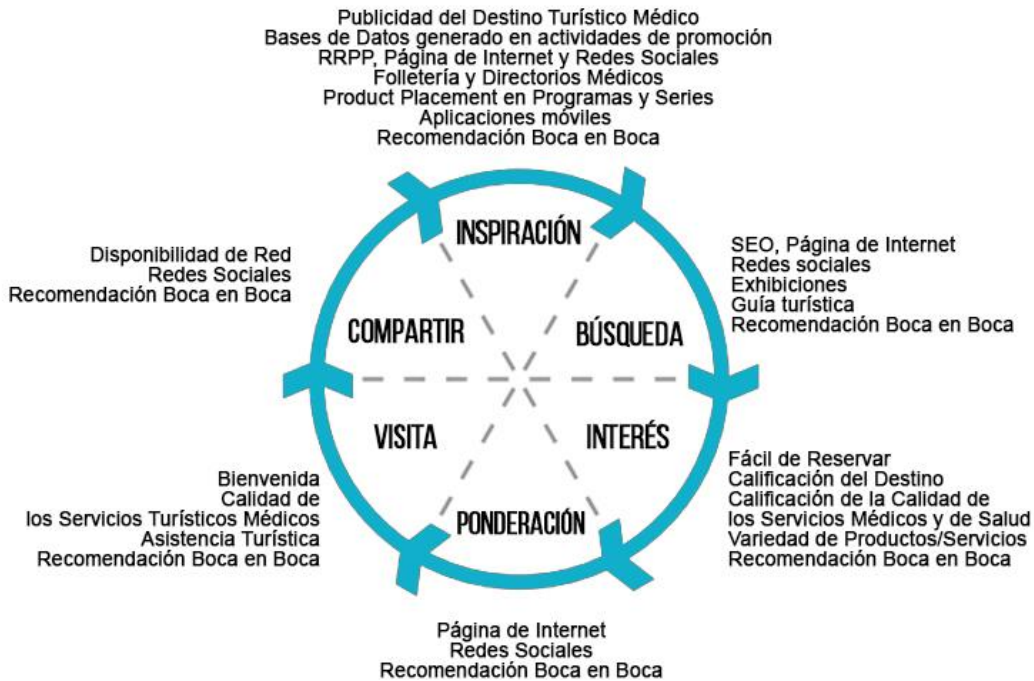 Publicidad del Destino Turístico Médico
Bases de Datos generado en actividades de promoción
RRPP, Página de Internet y Redes Sociales
Folletería y Directorios Médicos
Product Placement en Programas y Series
Aplicaciones móviles
Recomendación Boca en Boca
INSPIRACIÓN
SEO, Página de Internet
Redes sociales
Exhibiciones
Guía turística
Recomendación Boca en Boca
BÚSQUEDA
Fácil de Reservar
Calificación del Destino
Calificación de la Calidad de
los Servicios Médicos y de Salud
Variedad de Productos/Servicios
Recomendación Boca en Boca
INTERÉS
PONDERACIÓN
Página de Internet
Redes Sociales
Recomendación Boca en Boca
VISITA
Bienvenida
Calidad de
los Servicios Turísticos Médicos
Asistencia Turística
Recomendación Boca en Boca
COMPARTIR
Disponibilidad de Red
Redes Sociales
Recomendación Boca en Boca